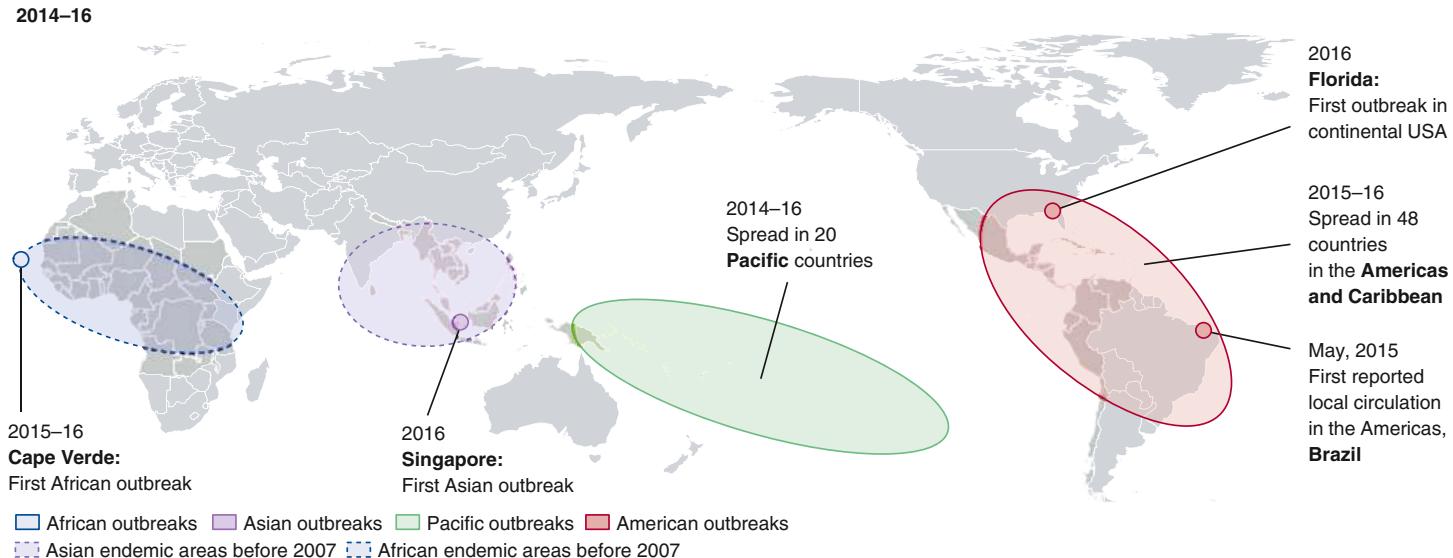 2014–16
2016
Florida:
First outbreak in
continental USA
2015–16
Spread in 48
countries
in the Americas
and Caribbean
2014–16
Spread in 20
Pacific countries
May, 2015
First reported
local circulation
in the Americas,
Brazil
2015–16
Cape Verde:
First African outbreak
2016
Singapore:
First Asian outbreak
African outbreaks Asian outbreaks Pacific outbreaks American outbreaks
Asian endemic areas before 2007 African endemic areas before 2007